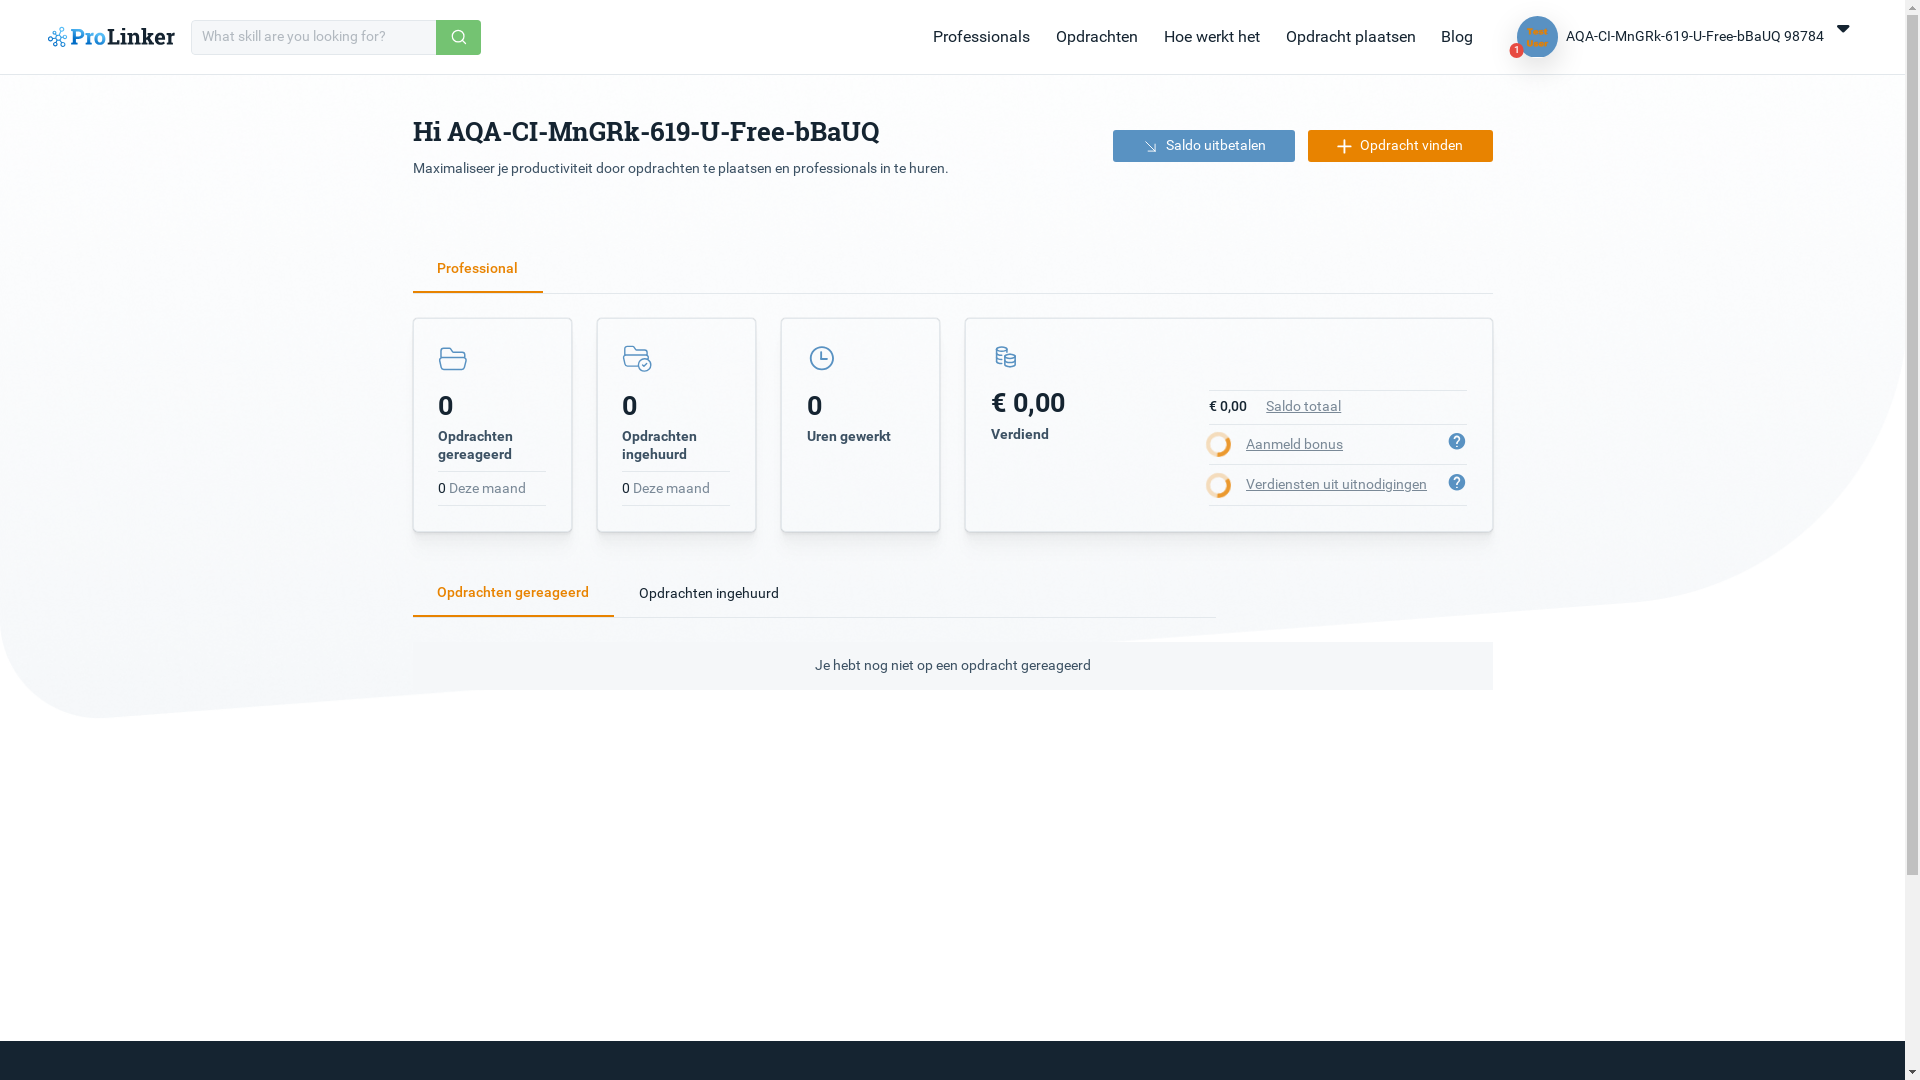 ProLinker
What skill are you looking for?
Professionals
Opdrachten
Hoe werkt het
Opdracht plaatsen
Blog
Test
User
1
AQA-CI-MnGRk-619-U-Free-bBaUQ 98784
Hi AQA-CI-MnGRk-619-U-Free-bBaUQ
Maximaliseer je productiviteit door opdrachten te plaatsen en professionals in te huren.
Saldo uitbetalen
Opdracht vinden
Professional
0
Opdrachten
gereageerd
0 Deze maand
0
Opdrachten
ingehuurd
0 Deze maand
0
Uren gewerkt
€ 0,00
Verdiend
€ 0,00 Saldo totaal
Aanmeld bonus
Verdiensten uit uitnodigingen
Opdrachten gereageerd
Opdrachten ingehuurd
Je hebt nog niet op een opdracht gereageerd